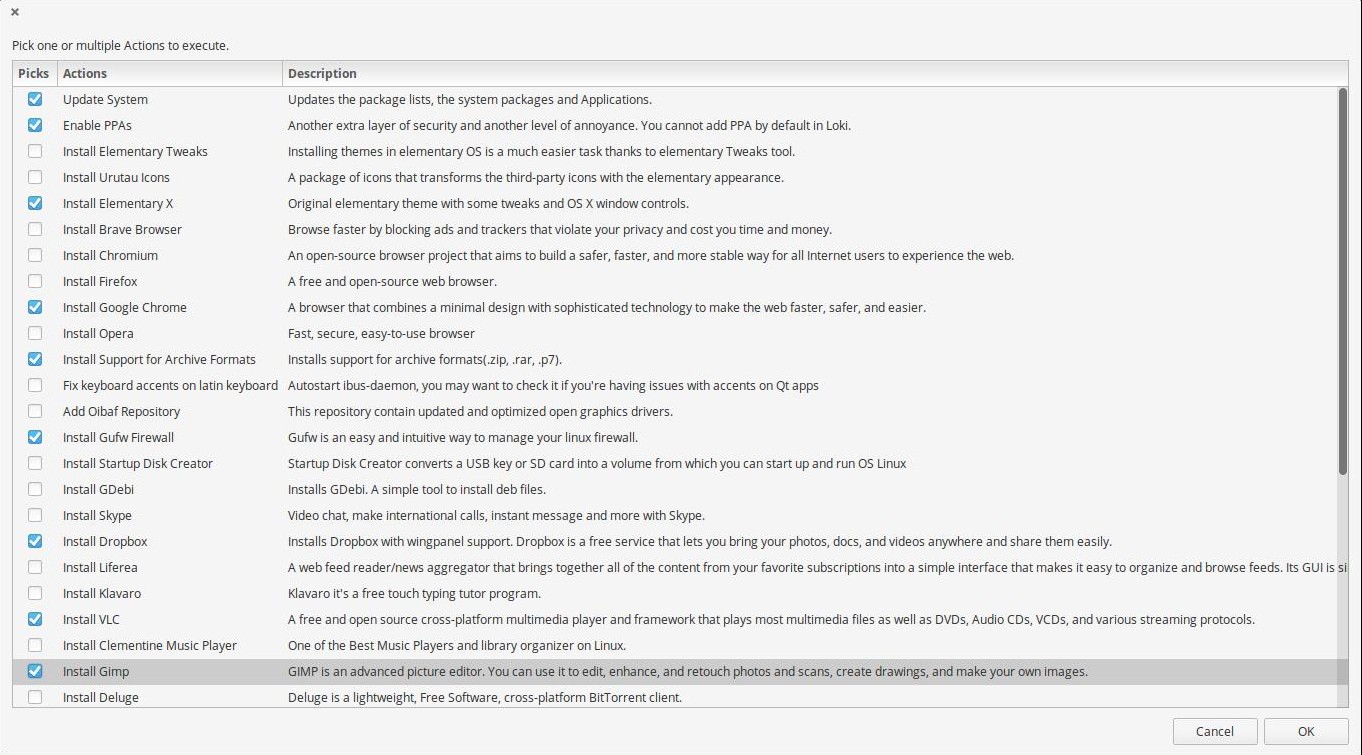 Pick one or multiple Actions to execute.
Picks Actions Description
Update System Updates the package lists, the system packages and Applications.
Enable PPAs Another extra layer of security and another level of annoyance. You cannot add PPA by default in Loki.
Install Elementary Tweaks Installing themes in elementary OS is a much easier task thanks to elementary Tweaks tool.
Install Urutau Icons A package of icons that transforms the third-party icons with the elementary appearance.
Install Elementary X Original elementary theme with some tweaks and OS X window controls.
Install Brave Browser Browse faster by blocking ads and trackers that violate your privacy and cost you time and money.
Install Chromium An open-source browser project that aims to build a safer, faster, and more stable way for all Internet users to experience the web.
Install Firefox A free and open-source web browser.
Install Google Chrome A browser that combines a minimal design with sophisticated technology to make the web faster, safer, and easier.
Install Opera Fast, secure, easy-to-use browser
Install Support for Archive Formats Installs support for archive formats(.zip, .rar, .p7).
Fix keyboard accents on latin keyboard Autostart ibus-daemon, you may want to check it if you're having issues with accents on Qt apps
Add Oibaf Repository This repository contain updated and optimized open graphics drivers.
Install Gufw Firewall Gufw is an easy and intuitive way to manage your linux firewall.
Install Startup Disk Creator Startup Disk Creator converts a USB key or SD card into a volume from which you can start up and run OS Linux
Install GDebi Installs GDebi. A simple tool to install deb files.
Install Skype Video chat, make international calls, instant message and more with Skype.
Install Dropbox Installs Dropbox with wingpanel support. Dropbox is a free service that lets you bring your photos, docs, and videos anywhere and share them easily.
Install Liferea A web feed reader/news aggregator that brings together all of the content from your favorite subscriptions into a simple interface that makes it easy to organize and browse feeds. Its GUI is si
Install Klavaro Klavaro it's a free touch typing tutor program.
Install VLC A free and open source cross-platform multimedia player and framework that plays most multimedia files as well as DVDs, Audio CDs, VCDs, and various streaming protocols.
Install Clementine Music Player One of the Best Music Players and library organizer on Linux.
Install Gimp GIMP is an advanced picture editor. You can use it to edit, enhance, and retouch photos and scans, create drawings, and make your own images.
Install Deluge Deluge is a lightweight, Free Software, cross-platform BitTorrent client.
Cancel OK